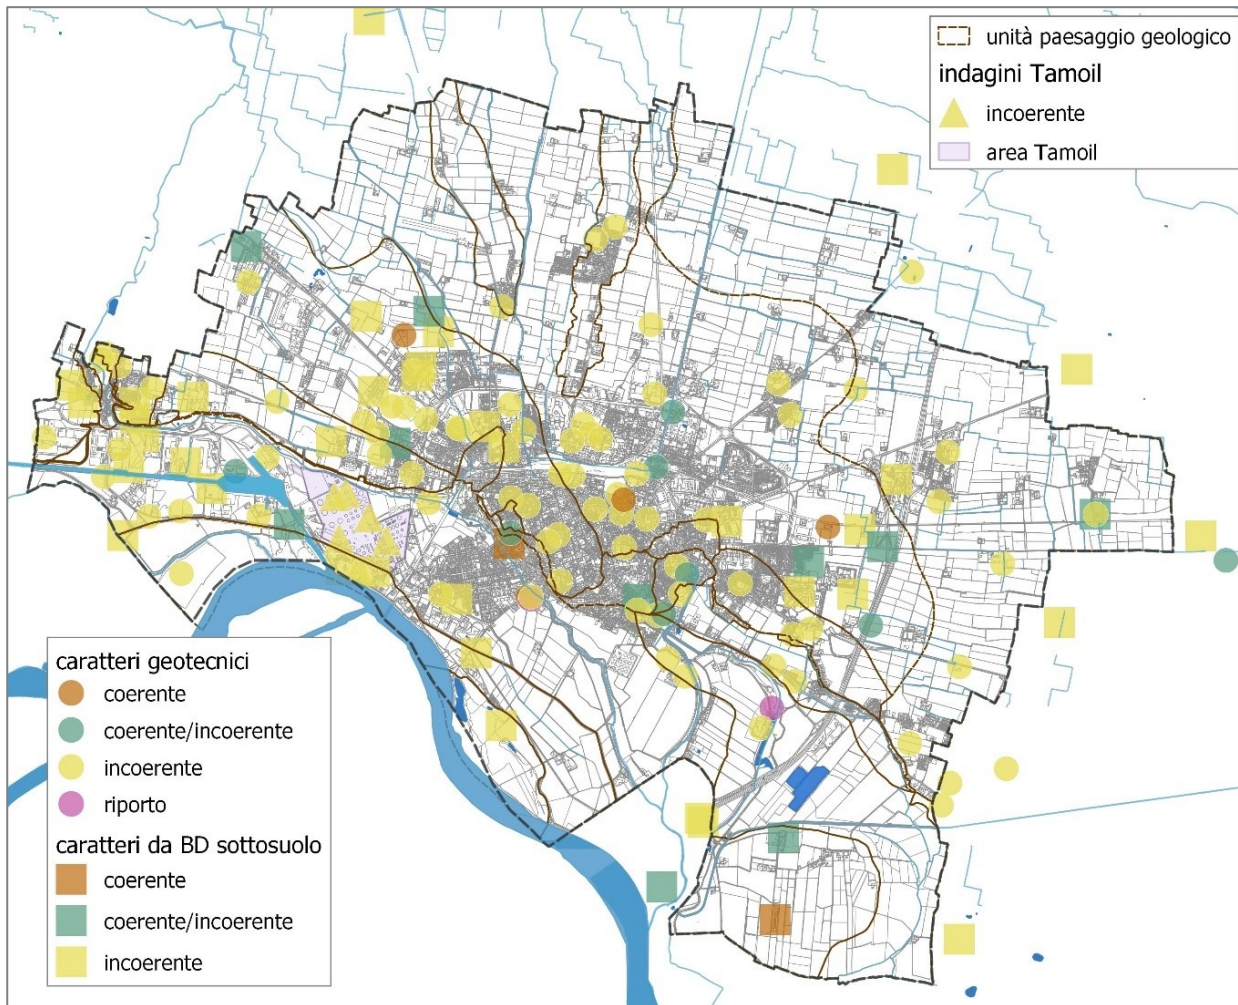 unità paesaggio geologico
indagini Tamoil
incoerente
area Tamoil
caratteri geotecnici
coerente
coerente/incoerente
incoerente
riporto
caratteri da BD sottosuolo
coerente
coerente/incoerente
incoerente